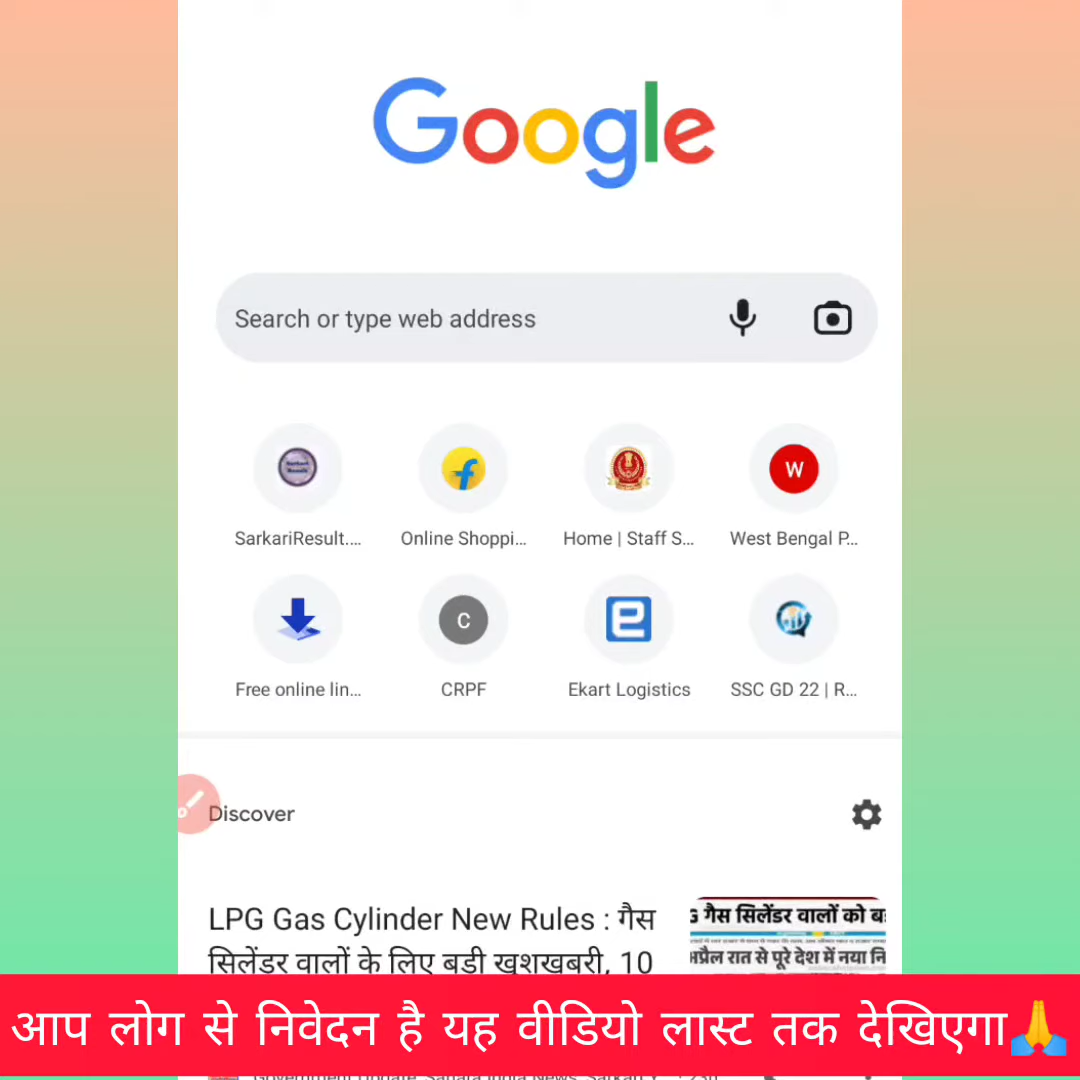 Google
Search or type web address
SarkariResult....
Online Shoppi...
Home | Staff S...
West Bengal P...
W
Free online lin...
CRPF
C
Ekart Logistics
SSC GD 22 | R...
Discover
LPG Gas Cylinder New Rules : गैस
सिलेंडर वालों के लिए बडी खुशखबरी, 10
गैस सिलेंडर वालों को
रात से पूरे देश में नया
आप लोग से निवेदन है यह वीडियो लास्ट तक देखिएगा🙏